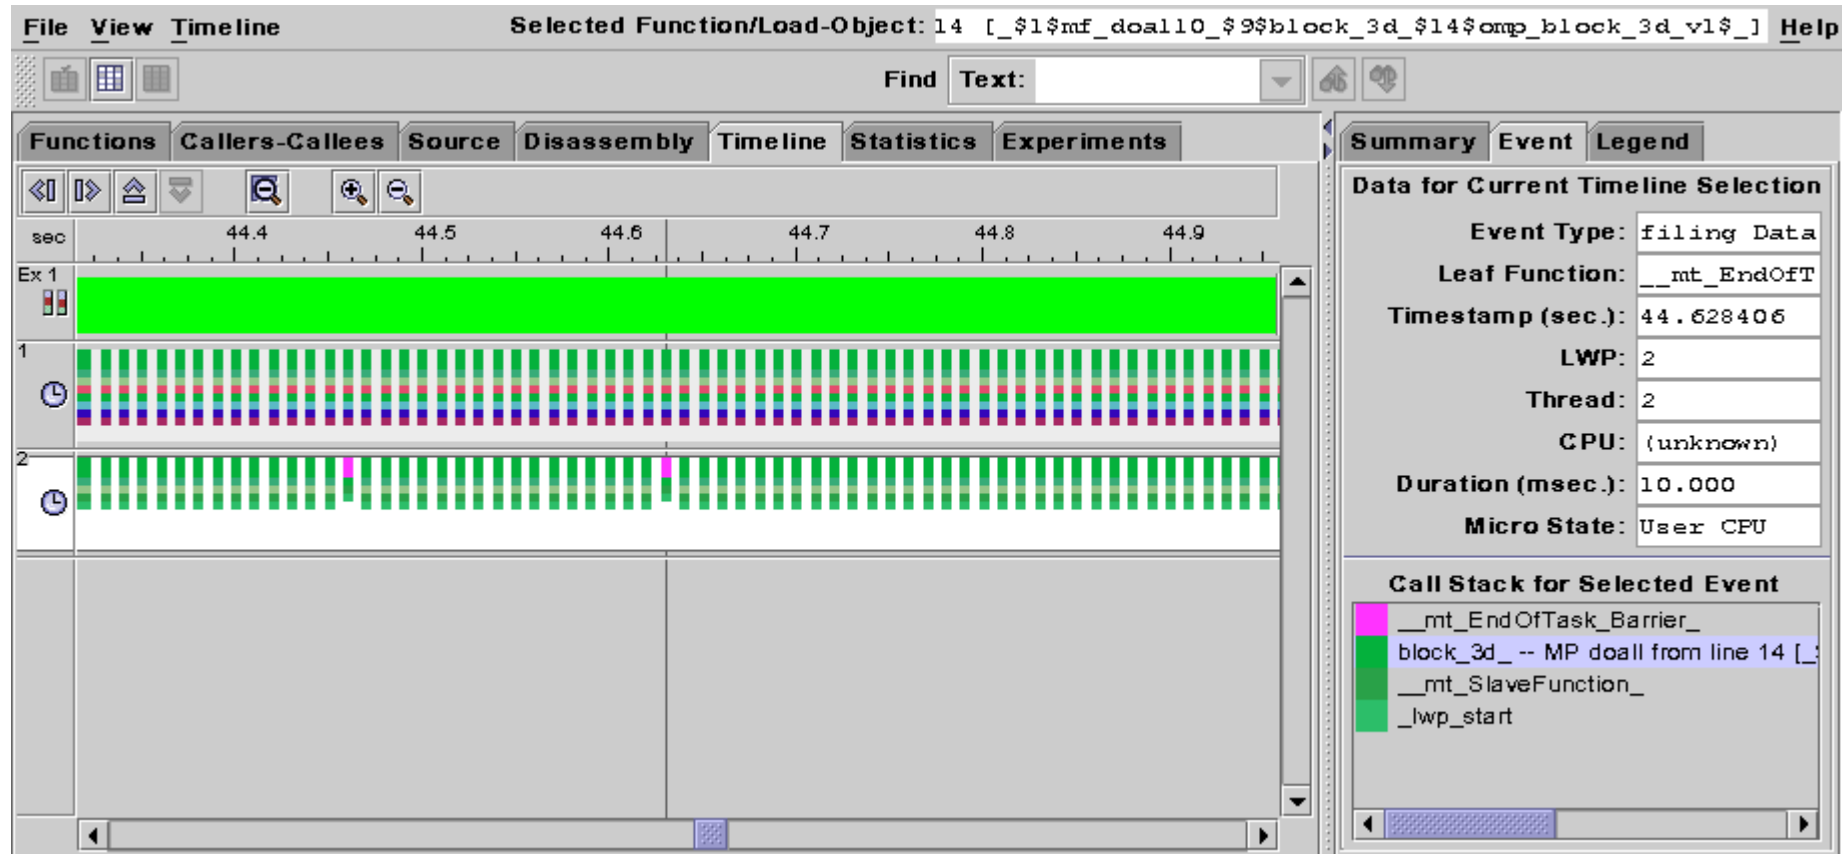 File View Timeline Selected Function/Load-Object: 14 [_$1$mf_doall10_$9$block_3d_$14$omp_block_3d_v1$_] Help
Find Text:
Functions Callers-Callees Source Disassembly Timeline Statistics Experiments
sec 44.4 44.5 44.6 44.7 44.8 44.9
Ex 1
1
2
Summary Event Legend
Data for Current Timeline Selection
Event Type: filing Data
Leaf Function: __mt_EndOfT
Timestamp (sec.): 44.628406
LWP: 2
Thread: 2
CPU: (unknown)
Duration (msec.): 10.000
Micro State: User CPU
Call Stack for Selected Event
__mt_EndOfTask_Barrier_
block_3d_ -- MP doall from line 14 [_
__mt_SlaveFunction_
_lwp_start